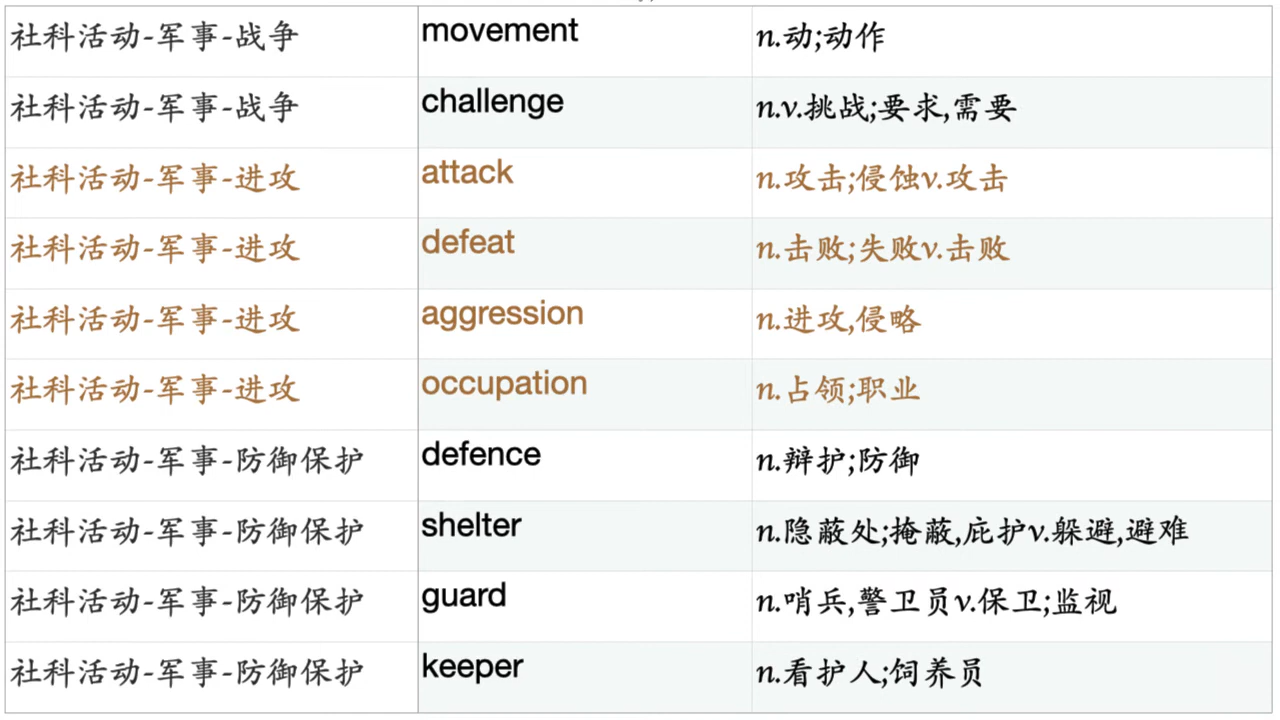 社科活动-军事-战争 movement n.动;动作
社科活动-军事-战争 challenge n.v.挑战;要求,需要
社科活动-军事-进攻 attack n.攻击;侵蚀v.攻击
社科活动-军事-进攻 defeat n.击败;失败v.击败
社科活动-军事-进攻 aggression n.进攻,侵略
社科活动-军事-进攻 occupation n.占领;职业
社科活动-军事-防御保护 defence n.辩护;防御
社科活动-军事-防御保护 shelter n.隐蔽处;掩蔽,庇护v.躲避,避难
社科活动-军事-防御保护 guard n.哨兵,警卫员v.保卫;监视
社科活动-军事-防御保护 keeper n.看护人;饲养员